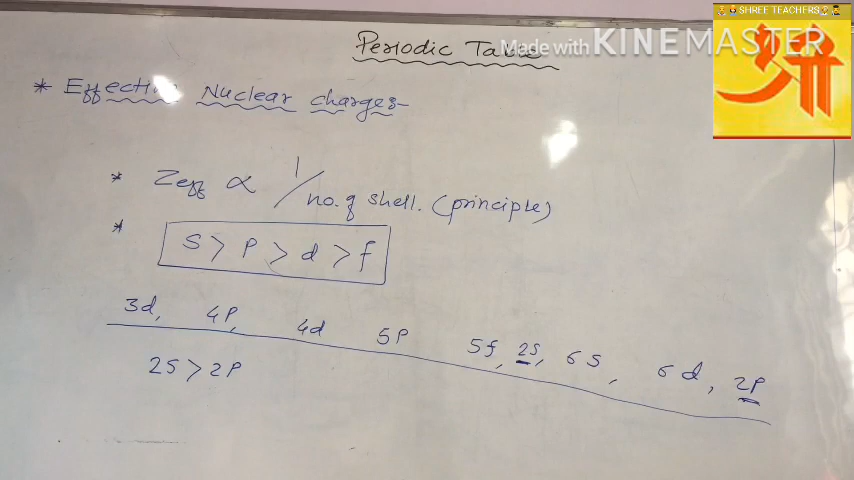 SHREE TEACHERS
Made with KINEMASTER
श्री
Periodic Table
* Effective Nuclear charges-
* Zeff ∝ 1/no. of shell. (principle)
* S > P > d > f
3d, 4P, 4d 5P 5f, 2S, 6S, 6d, 2P
2S > 2P